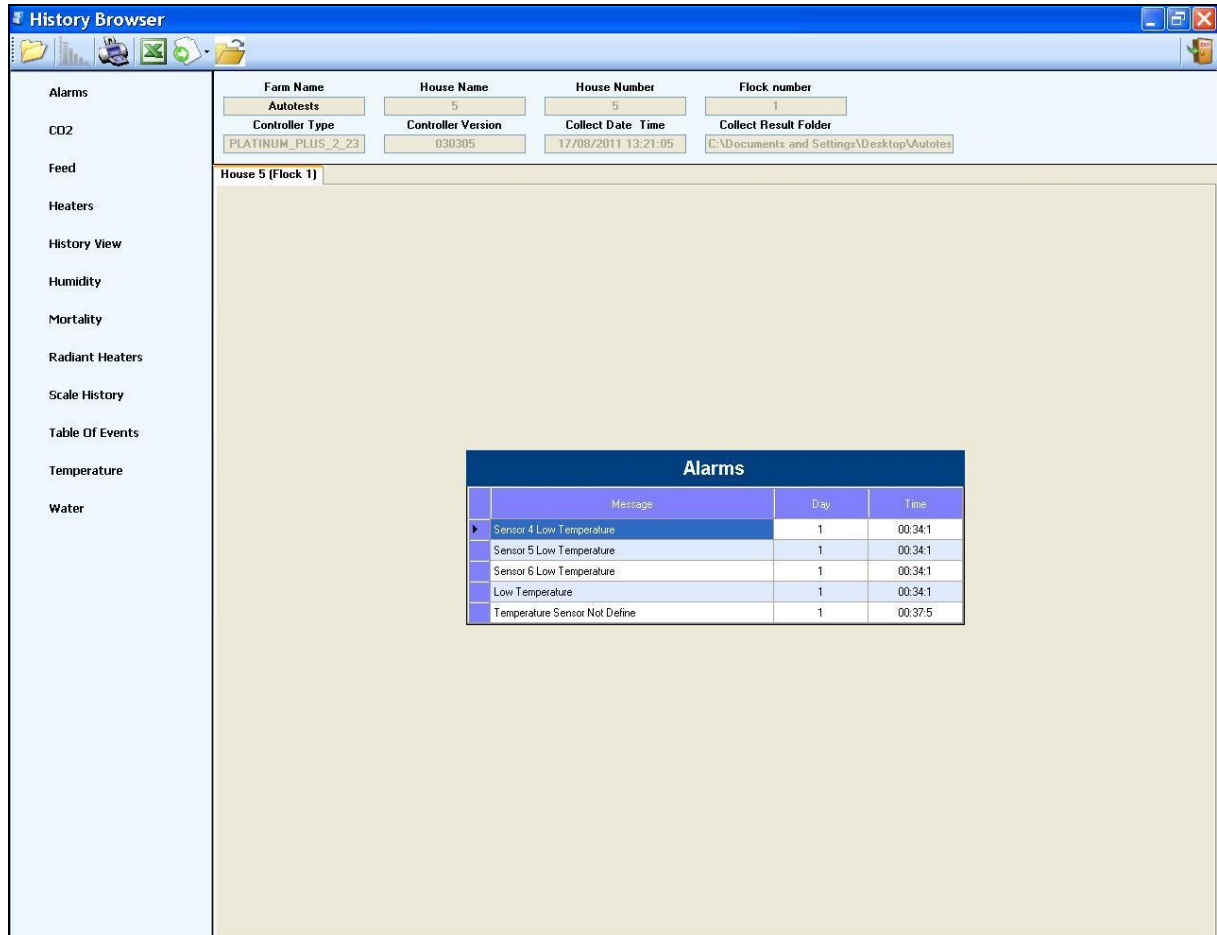 History Browser
Alarms
CO2
Feed
Heaters
History View
Humidity
Mortality
Radiant Heaters
Scale History
Table Of Events
Temperature
Water
Farm Name House Name House Number Flock number
Autotests 5 5 1
Controller Type Controller Version Collect Date Time Collect Result Folder
PLATINUM_PLUS_2_23 030305 17/08/2011 13:21:05 C:\Documents and Settings\Desktop\Autotes
House 5 (Flock 1)
Alarms
Message Day Time
Sensor 4 Low Temperature 1 00:34:1
Sensor 5 Low Temperature 1 00:34:1
Sensor 6 Low Temperature 1 00:34:1
Low Temperature 1 00:34:1
Temperature Sensor Not Define 1 00:37:5